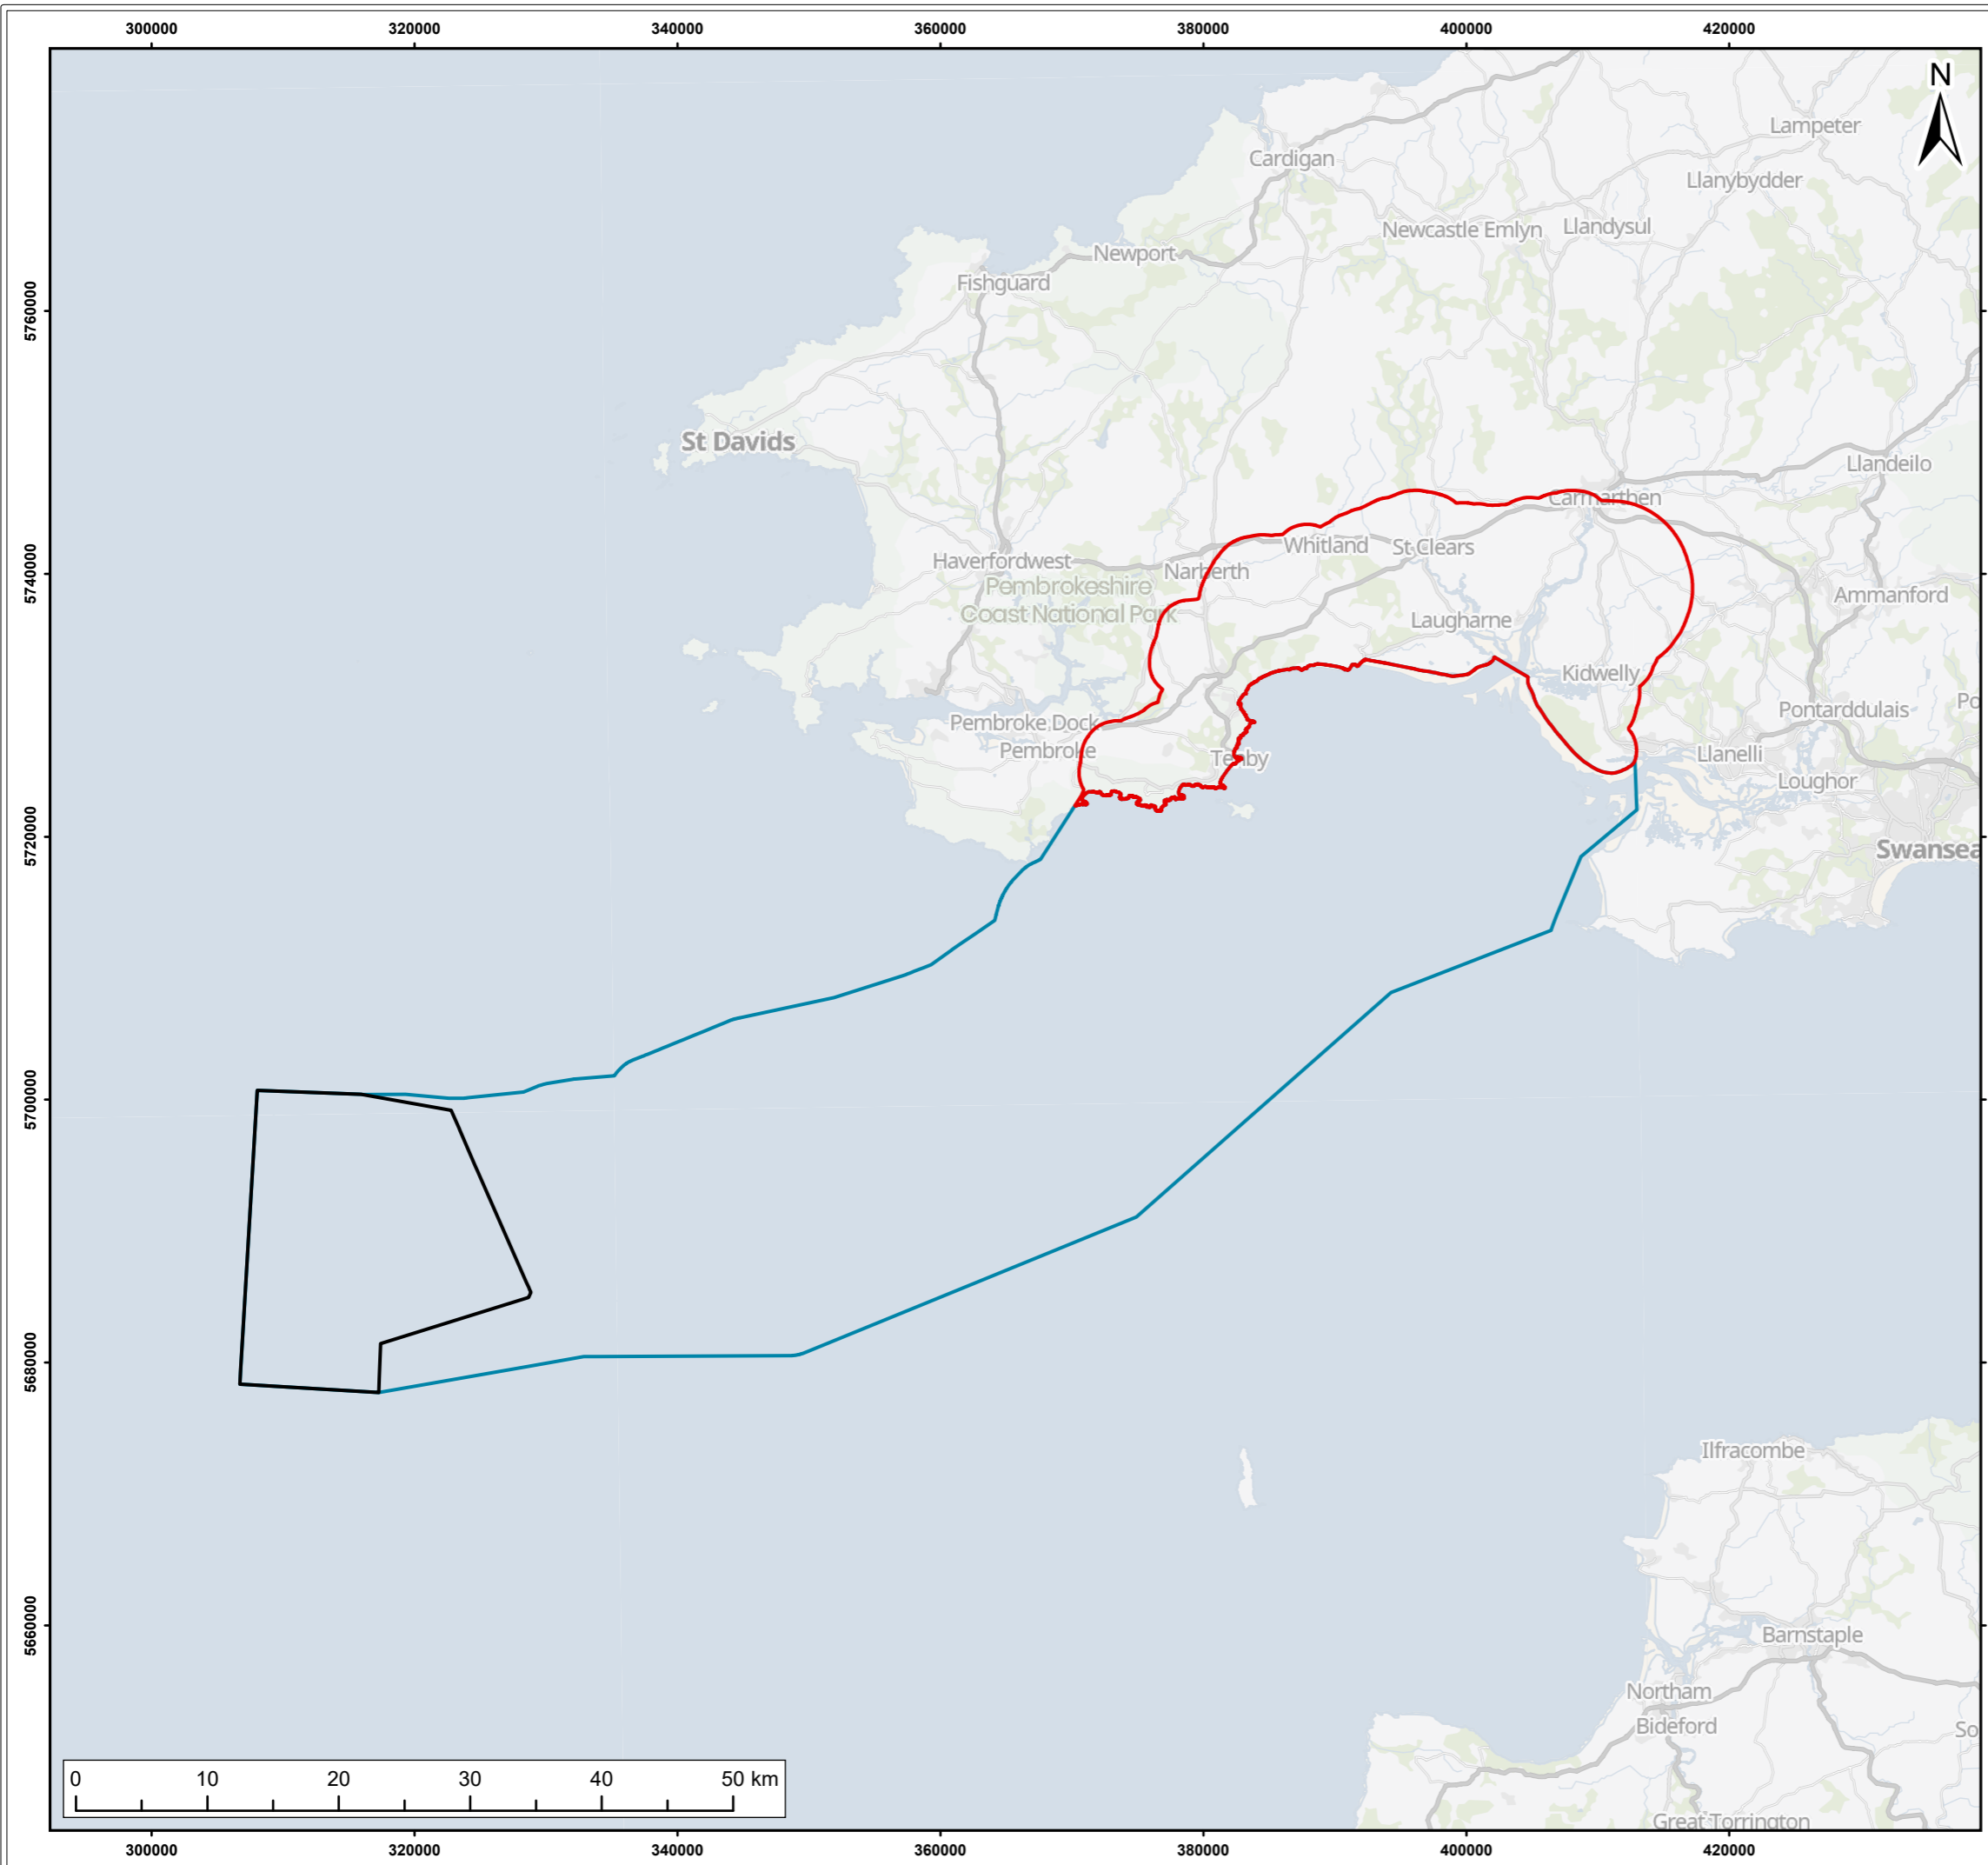 300000 320000 340000 360000 380000 400000 420000
N
Lampeter
Cardigan
Llanybydder
Newcastle Emlyn
Llandysul
Newport
Fishguard
5760000
St Davids
Llandeilo
Carmarthen
Whitland
St Clears
Haverfordwest
Narberth
5740000
Pembrokeshire
Coast National Park
Ammanford
Laugharne
Kidwelly
Po
Pontarddulais
Pembroke Dock
Pembroke
Tenby
Llanelli
Loughor
5720000
Swansea
5700000
5680000
Ilfracombe
5660000
Barnstaple
Northam
Bideford
So
0 10 20 30 40 50 km
Great Torrington
300000 320000 340000 360000 380000 400000 420000